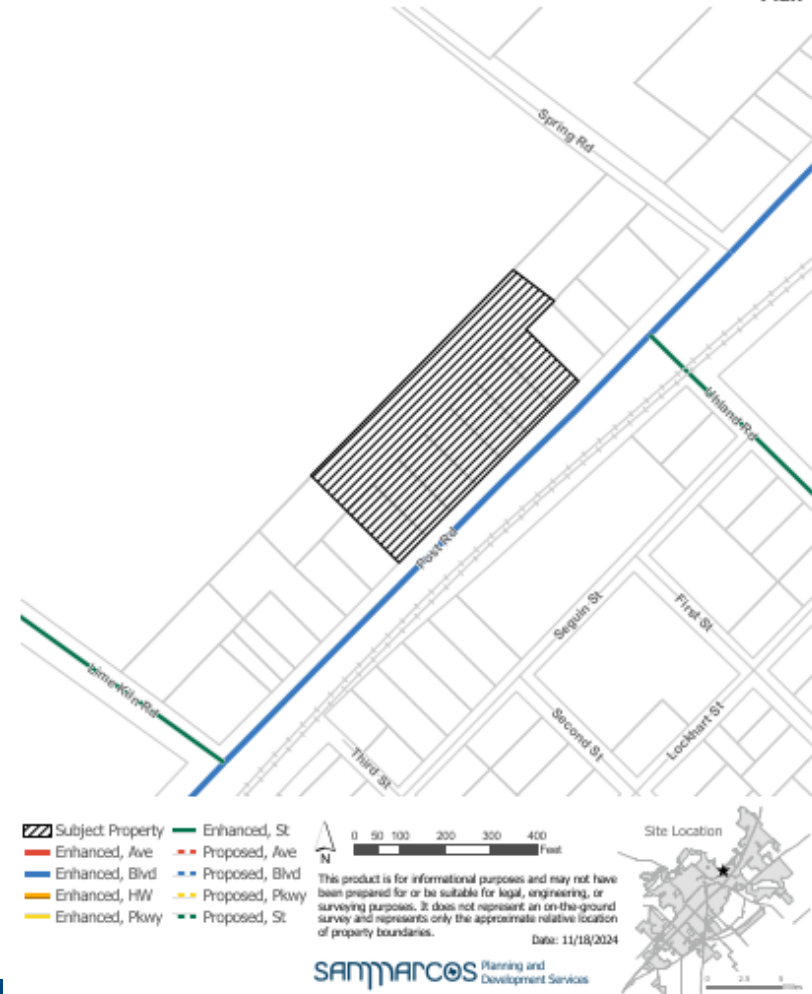 Spring Rd
Uhland Rd
Post Rd
Seguin St
First St
Lime Kiln Rd
Second St
Lockhart St
Third St
Subject Property
Enhanced, Ave
Enhanced, Blvd
Enhanced, HW
Enhanced, Pkwy
Enhanced, St
Proposed, Ave
Proposed, Blvd
Proposed, Pkwy
Proposed, St
N
0 50 100 200 300 400
Feet
This product is for informational purposes and may not have
been prepared for or be suitable for legal, engineering, or
surveying purposes. It does not represent an on-the-ground
survey and represents only the approximate relative location
of property boundaries.
Date: 11/18/2024
SANMARCOS Planning and
Development Services
Site Location
0 2.5